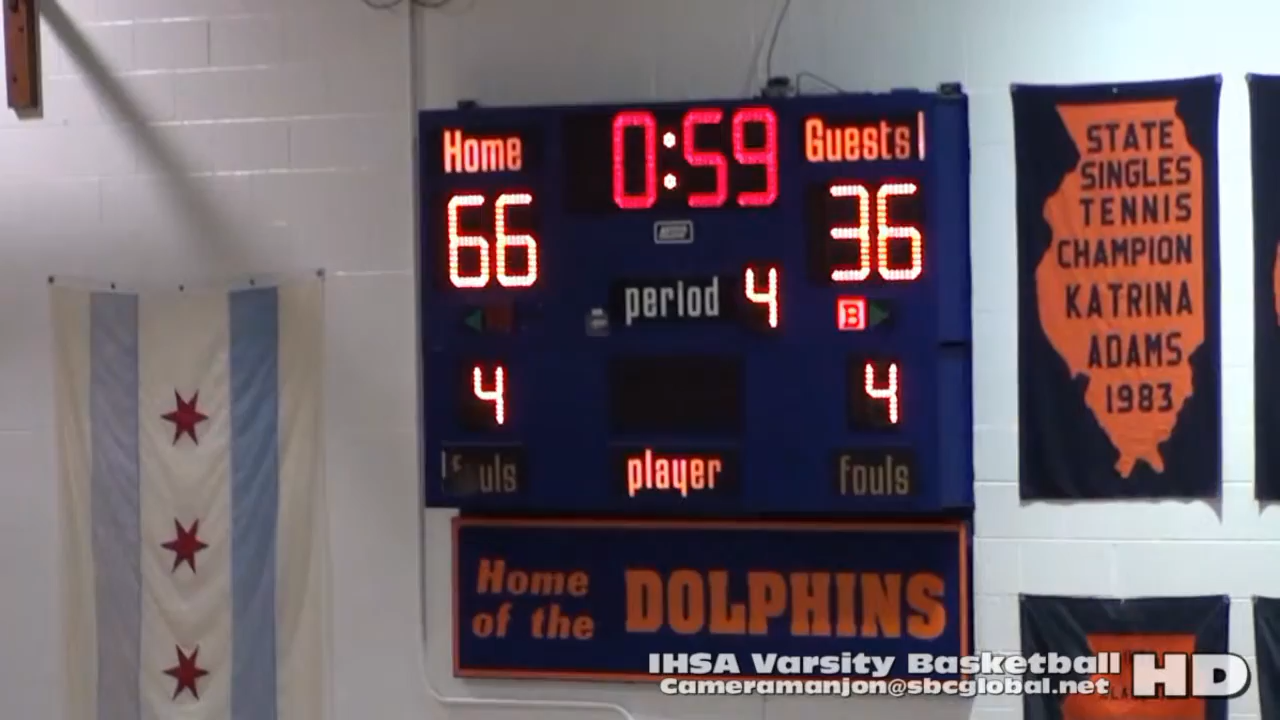 Home
0:59
Guests
66
36
period 4
B
4
4
player
fouls
Home
of the
DOLPHINS
STATE
SINGLES
TENNIS
CHAMPION
KATRINA
ADAMS
1983
IHSA Varsity Basketball
Cameramanjon@sbcglobal.net
HD